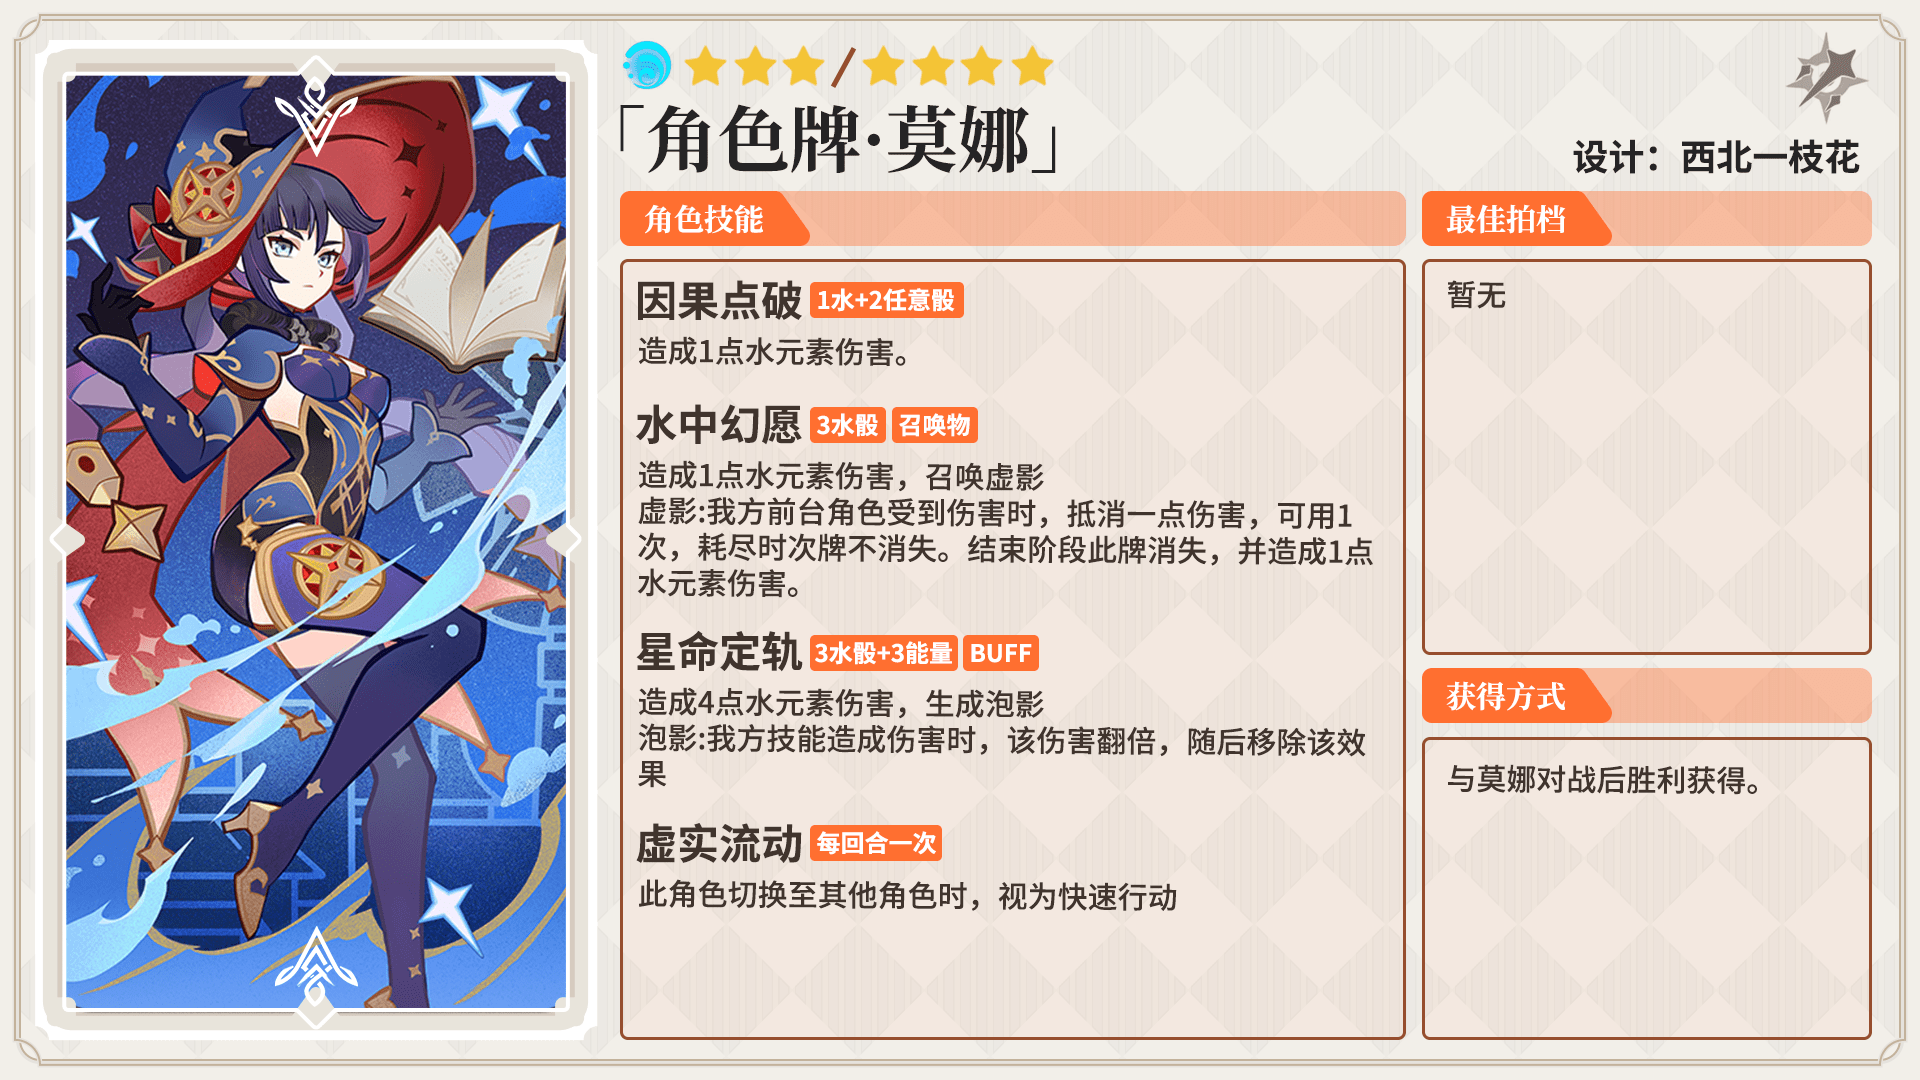 「角色牌·莫娜」
设计：西北一枝花
角色技能
因果点破 1水+2任意骰
造成1点水元素伤害。
水中幻愿 3水骰 召唤物
造成1点水元素伤害，召唤虚影
虚影:我方前台角色受到伤害时，抵消一点伤害，可用1
次，耗尽时次牌不消失。结束阶段此牌消失，并造成1点
水元素伤害。
星命定轨 3水骰+3能量 BUFF
造成4点水元素伤害，生成泡影
泡影:我方技能造成伤害时，该伤害翻倍，随后移除该效
果
虚实流动 每回合一次
此角色切换至其他角色时，视为快速行动
最佳拍档
暂无
获得方式
与莫娜对战后胜利获得。